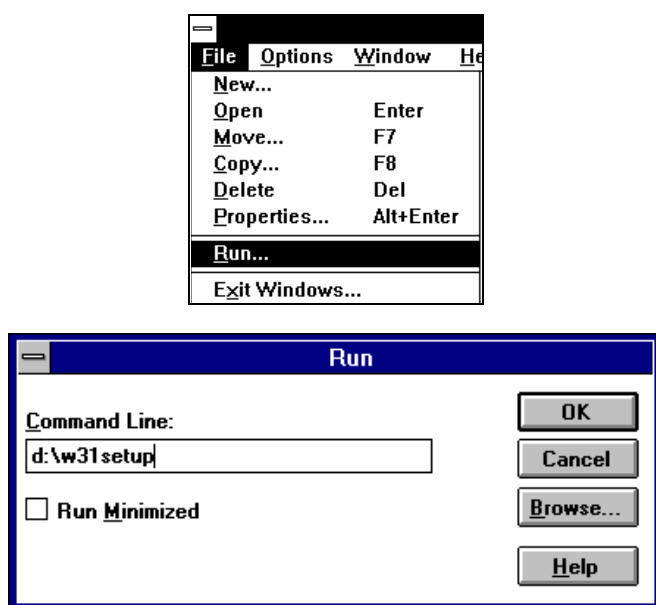 File Options Window He
New...
Open Enter
Move... F7
Copy... F8
Delete Del
Properties... Alt+Enter
Run...
Exit Windows...
Run
Command Line:
d:\w31setup
Run Minimized
OK
Cancel
Browse...
Help